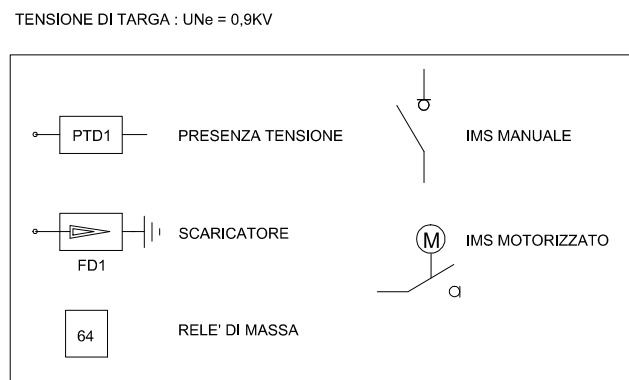 TENSIONE DI TARGA : UNe = 0,9KV
PTD1 PRESENZA TENSIONE
IMS MANUALE
FD1
SCARICATORE
M IMS MOTORIZZATO
64 RELE' DI MASSA